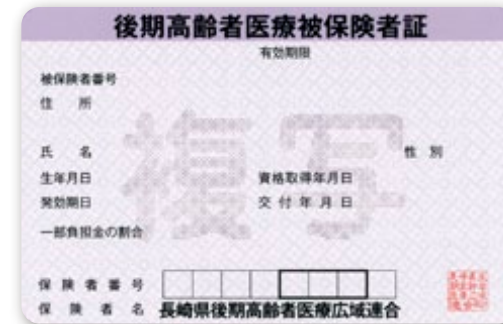 後期高齢者医療被保険者証
有効期限
被保険者番号
住 所
複写
氏 名 性 別
生年月日 資格取得年月日
発効期日 交付年月日
一部負担金の割合
保険者番号
保険者名 長崎県後期高齢者医療広域連合